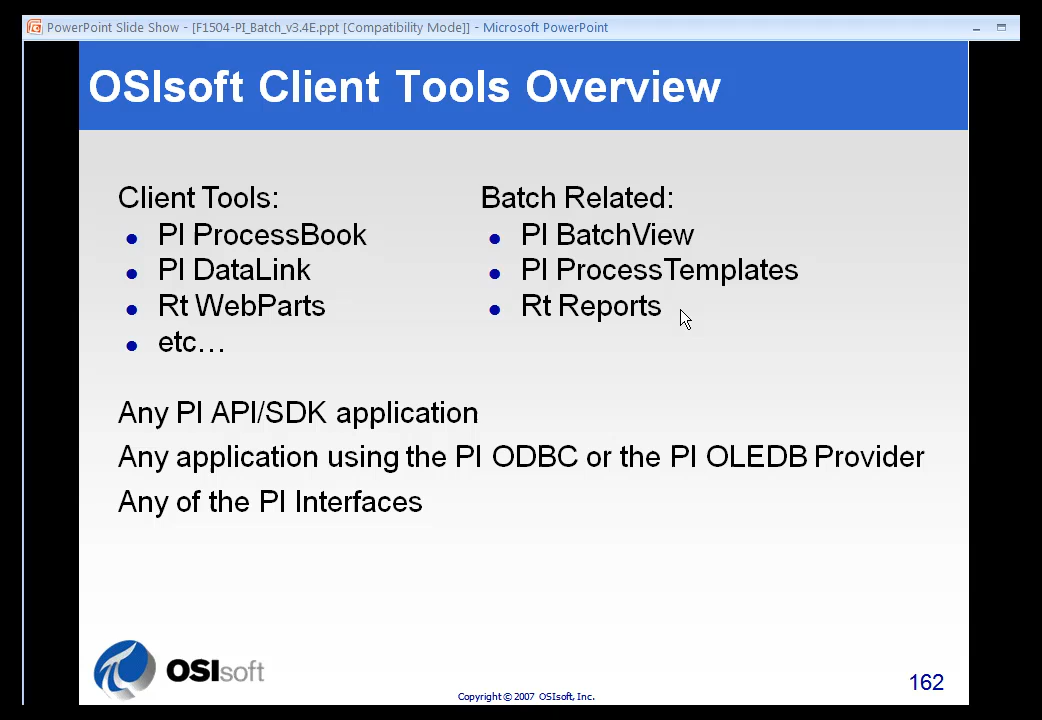 PowerPoint Slide Show - [F1504-PI_Batch_v3.4E.ppt [Compatibility Mode]] - Microsoft PowerPoint
OSIsoft Client Tools Overview
Client Tools:
• PI ProcessBook
• PI DataLink
• Rt WebParts
• etc...
Batch Related:
• PI BatchView
• PI ProcessTemplates
• Rt Reports
Any PI API/SDK application
Any application using the PI ODBC or the PI OLEDB Provider
Any of the PI Interfaces
OSIsoft
Copyright © 2007 OSIsoft, Inc.
162